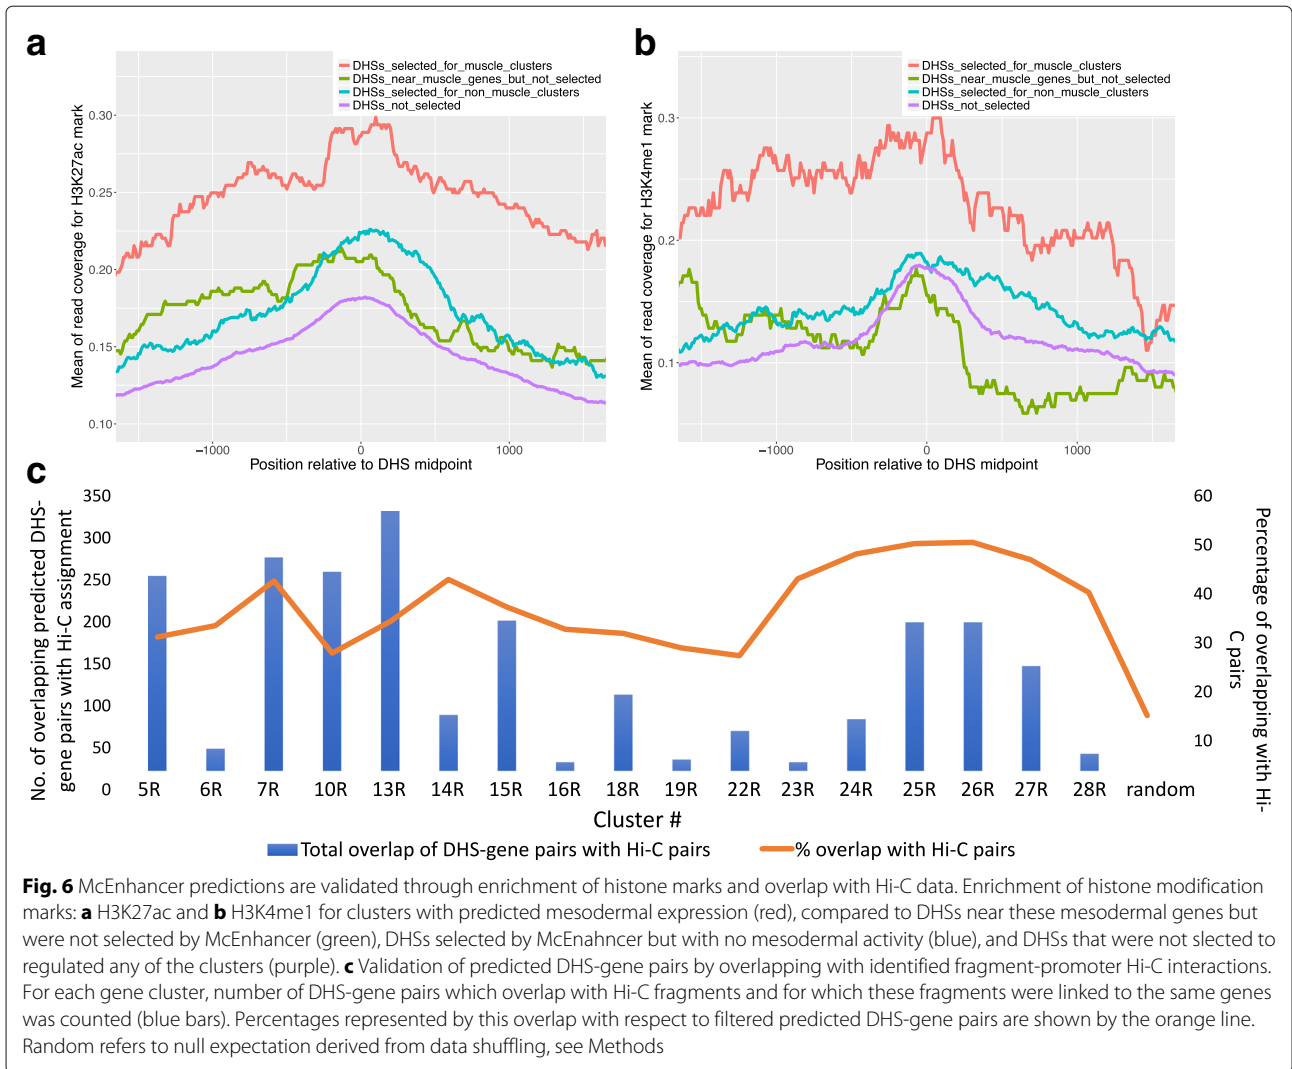 a
DHSs_selected_for_muscle_clusters
DHSs_near_muscle_genes_but_not_selected
DHSs_selected_for_non_muscle_clusters
DHSs_not_selected
Mean of read coverage for H3K27ac mark
0.30
0.25
0.20
0.15
0.10
−1000 0 1000
Position relative to DHS midpoint
b
DHSs_selected_for_muscle_clusters
DHSs_near_muscle_genes_but_not_selected
DHSs_selected_for_non_muscle_clusters
DHSs_not_selected
Mean of read coverage for H3K4me1 mark
0.3
0.2
0.1
−1000 0 1000
Position relative to DHS midpoint
c
No. of overlapping predicted DHS-
gene pairs with Hi-C assignment
350
300
250
200
150
100
50
0
60
50
40
30
20
10
Percentage of overlapping with Hi-
C pairs
5R 6R 7R 10R 13R 14R 15R 16R 18R 19R 22R 23R 24R 25R 26R 27R 28R random
Cluster #
Total overlap of DHS-gene pairs with Hi-C pairs
% overlap with Hi-C pairs
Fig. 6 McEnhancer predictions are validated through enrichment of histone marks and overlap with Hi-C data. Enrichment of histone modification
marks: a H3K27ac and b H3K4me1 for clusters with predicted mesodermal expression (red), compared to DHSs near these mesodermal genes but
were not selected by McEnhancer (green), DHSs selected by McEnahncer but with no mesodermal activity (blue), and DHSs that were not slected to
regulated any of the clusters (purple). c Validation of predicted DHS-gene pairs by overlapping with identified fragment-promoter Hi-C interactions.
For each gene cluster, number of DHS-gene pairs which overlap with Hi-C fragments and for which these fragments were linked to the same genes
was counted (blue bars). Percentages represented by this overlap with respect to filtered predicted DHS-gene pairs are shown by the orange line.
Random refers to null expectation derived from data shuffling, see Methods